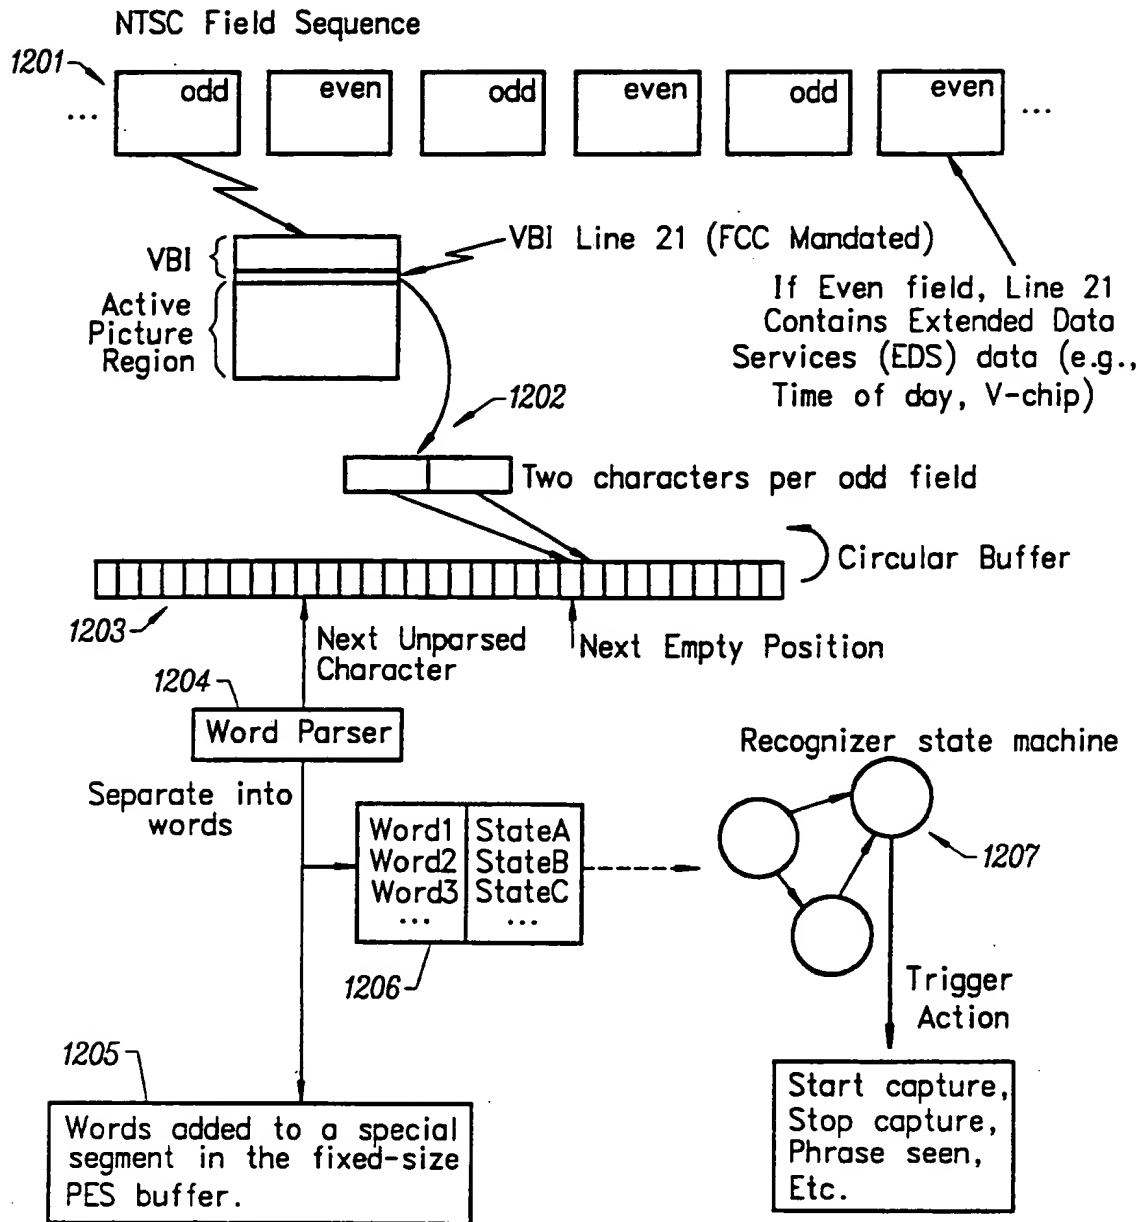 NTSC Field Sequence
1201
... odd even odd even odd even ...
VBI
VBI Line 21 (FCC Mandated)
Active
Picture
Region
If Even field, Line 21
Contains Extended Data
Services (EDS) data (e.g.,
Time of day, V-chip)
1202
Two characters per odd field
Circular Buffer
1203
Next Unparsed
Character
Next Empty Position
1204
Word Parser
Separate into
words
Word1 StateA
Word2 StateB
Word3 StateC
... ...
1206
Recognizer state machine
1207
Trigger
Action
1205
Words added to a special
segment in the fixed-size
PES buffer.
Start capture,
Stop capture,
Phrase seen,
Etc.